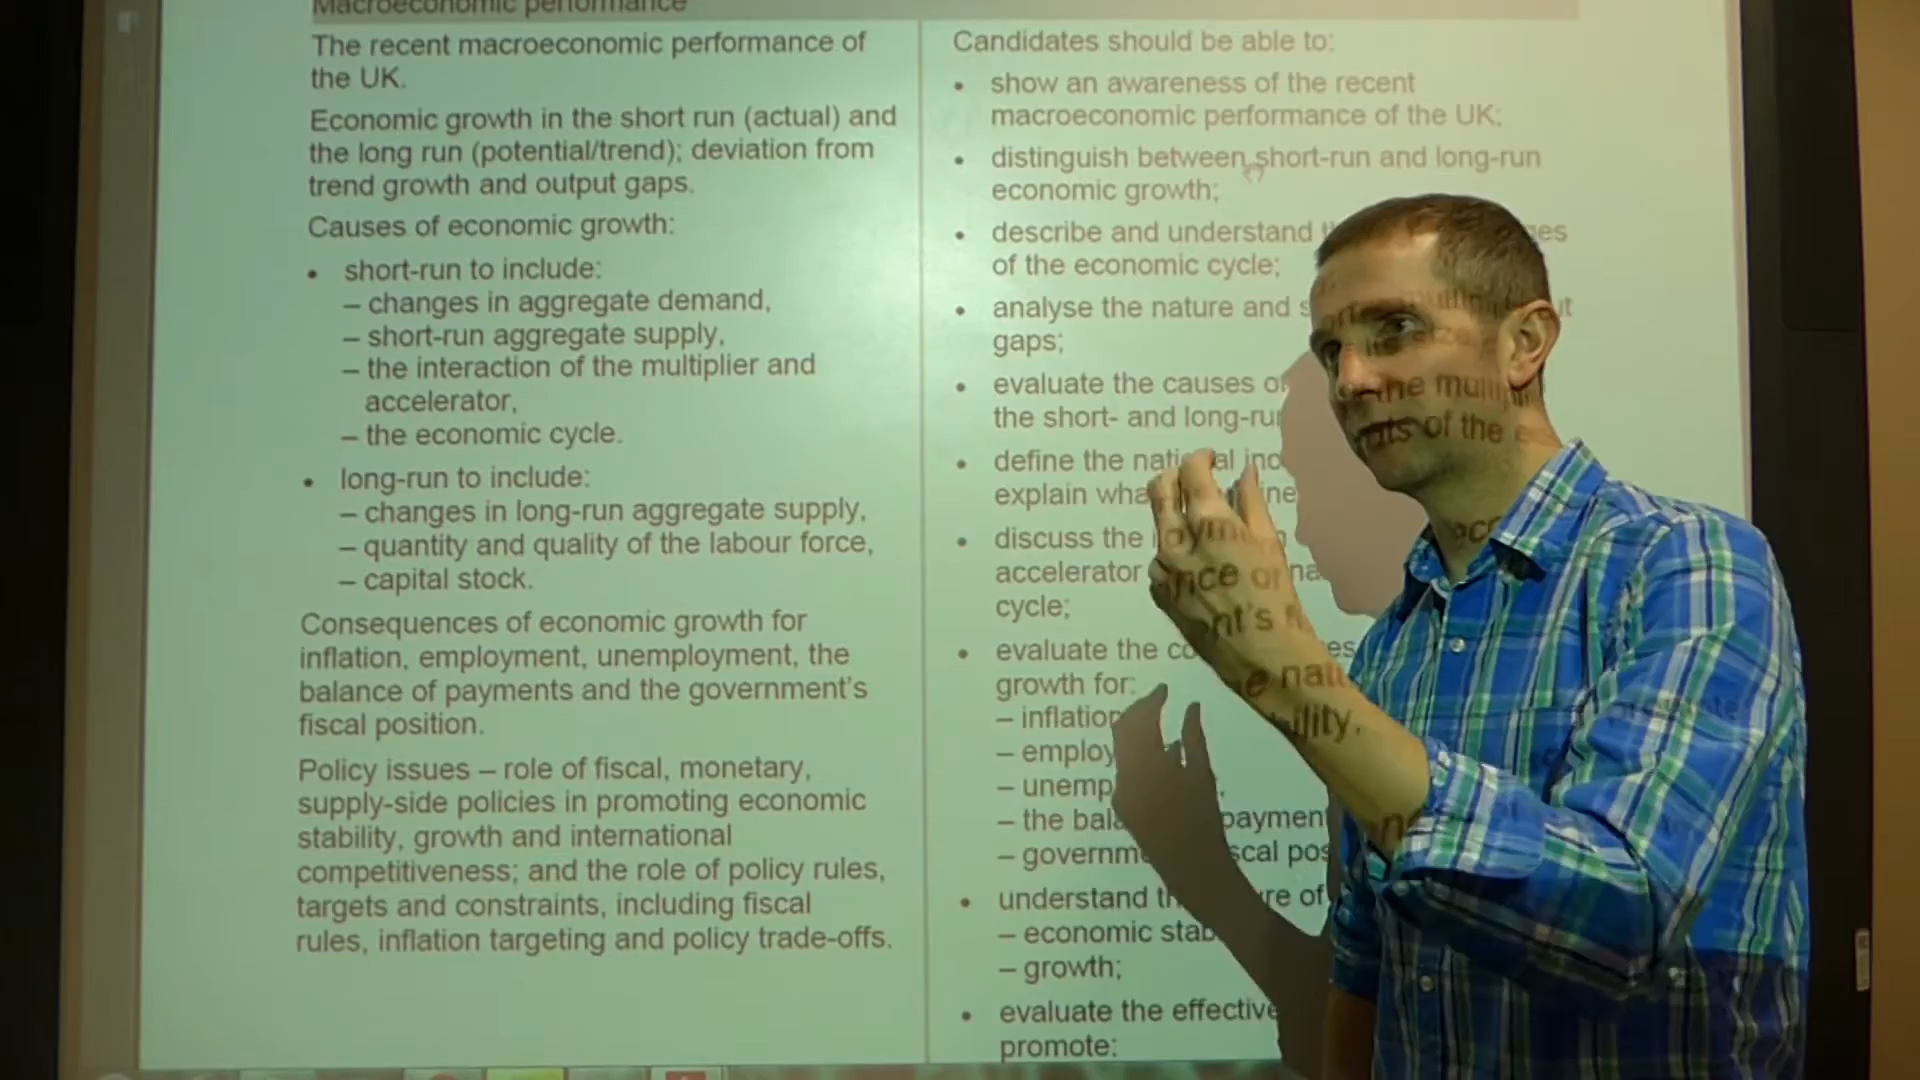 Macroeconomic performance
The recent macroeconomic performance of
the UK.
Economic growth in the short run (actual) and
the long run (potential/trend); deviation from
trend growth and output gaps.
Causes of economic growth:
• short-run to include:
– changes in aggregate demand,
– short-run aggregate supply,
– the interaction of the multiplier and
accelerator,
– the economic cycle.
• long-run to include:
– changes in long-run aggregate supply,
– quantity and quality of the labour force,
– capital stock.
Consequences of economic growth for
inflation, employment, unemployment, the
balance of payments and the government's
fiscal position.
Policy issues – role of fiscal, monetary,
supply-side policies in promoting economic
stability, growth and international
competitiveness; and the role of policy rules,
targets and constraints, including fiscal
rules, inflation targeting and policy trade-offs.
Candidates should be able to:
• show an awareness of the recent
macroeconomic performance of the UK;
• distinguish between short-run and long-run
economic growth;
• describe and understand
of the economic cycle;
• analyse the nature and
gaps;
• evaluate the causes of
the short- and long-run
• define the
explain
• discuss the
accelerator
cycle;
• evaluate the
growth for:
– inflation
–
–
– the payment
–
• understand of
– economic
– growth;
• evaluate the
promote: